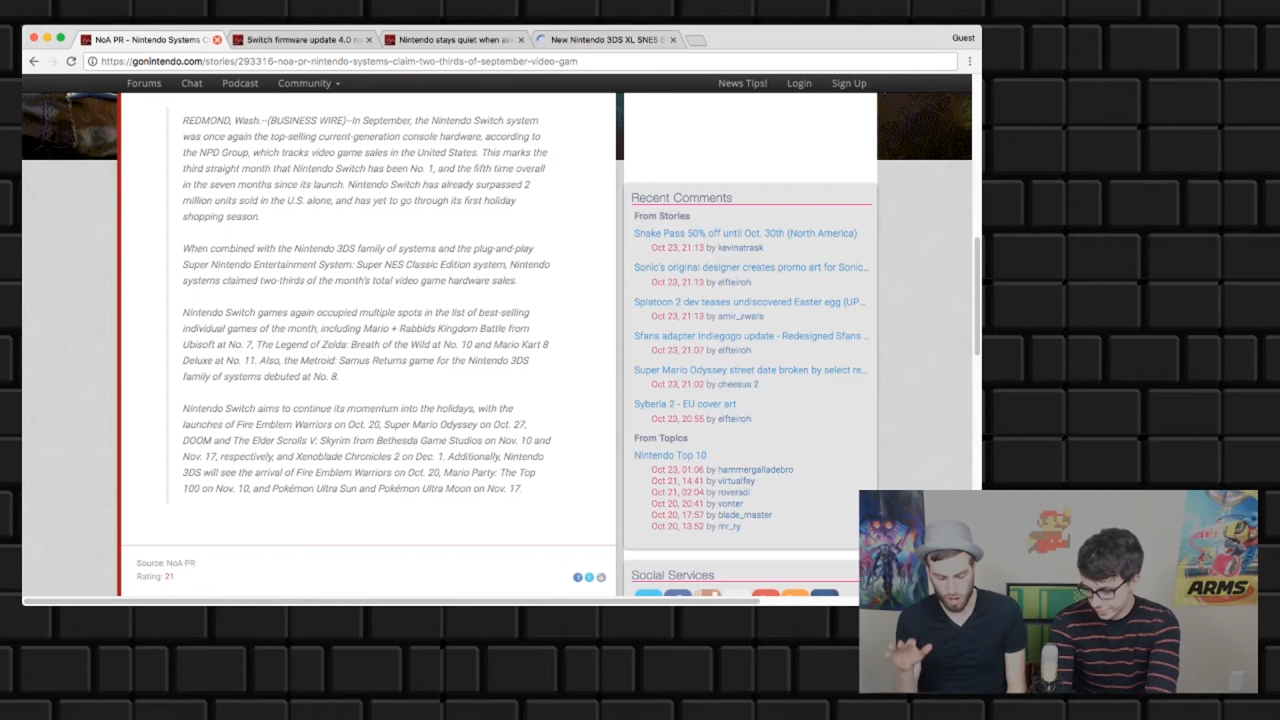 NoA PR - Nintendo Systems C
Switch firmware update 4.0 no
Nintendo stays quiet when as
New Nintendo 3DS XL SNES E
Guest
https://gonintendo.com/stories/293316-noa-pr-nintendo-systems-claim-two-thirds-of-september-video-gam
Forums Chat Podcast Community
News Tips! Login Sign Up
REDMOND, Wash.--(BUSINESS WIRE)--In September, the Nintendo Switch system
was once again the top-selling current-generation console hardware, according to
the NPD Group, which tracks video game sales in the United States. This marks the
third straight month that Nintendo Switch has been No. 1, and the fifth time overall
in the seven months since its launch. Nintendo Switch has already surpassed 2
million units sold in the U.S. alone, and has yet to go through its first holiday
shopping season.
When combined with the Nintendo 3DS family of systems and the plug-and-play
Super Nintendo Entertainment System: Super NES Classic Edition system, Nintendo
systems claimed two-thirds of the month's total video game hardware sales.
Nintendo Switch games again occupied multiple spots in the list of best-selling
individual games of the month, including Mario + Rabbids Kingdom Battle from
Ubisoft at No. 7, The Legend of Zelda: Breath of the Wild at No. 10 and Mario Kart 8
Deluxe at No. 11. Also, the Metroid: Samus Returns game for the Nintendo 3DS
family of systems debuted at No. 8.
Nintendo Switch aims to continue its momentum into the holidays, with the
launches of Fire Emblem Warriors on Oct. 20, Super Mario Odyssey on Oct. 27,
DOOM and The Elder Scrolls V: Skyrim from Bethesda Game Studios on Nov. 10 and
Nov. 17, respectively, and Xenoblade Chronicles 2 on Dec. 1. Additionally, Nintendo
3DS will see the arrival of Fire Emblem Warriors on Oct. 20, Mario Party: The Top
100 on Nov. 10, and Pokémon Ultra Sun and Pokémon Ultra Moon on Nov. 17.
Source: NoA PR
Rating: 21
Recent Comments
From Stories
Snake Pass 50% off until Oct. 30th (North America)
Oct 23, 21:13 by kevinatrask
Sonic's original designer creates promo art for Sonic...
Oct 23, 21:13 by elfteiroh
Splatoon 2 dev teases undiscovered Easter egg (UP...
Oct 23, 21:13 by amir_zwara
Sfans adapter Indiegogo update - Redesigned Sfans ...
Oct 23, 21:07 by elfteiroh
Super Mario Odyssey street date broken by select re...
Oct 23, 21:02 by cheesus 2
Syberia 2 - EU cover art
Oct 23, 20:55 by elfteiroh
From Topics
Nintendo Top 10
Oct 23, 01:06 by hammergalladebro
Oct 21, 14:41 by virtualfey
Oct 21, 02:04 by roveradi
Oct 20, 20:41 by vonter
Oct 20, 17:57 by blade_master
Oct 20, 13:52 by mr_ry
Social Services
ARMS